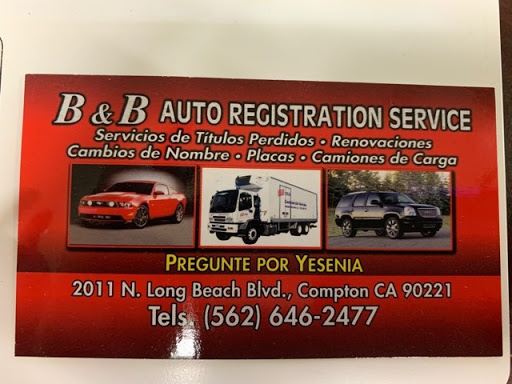 B & B AUTO REGISTRATION SERVICE
Servicios de Títulos Perdidos • Renovaciones
Cambios de Nombre • Placas • Camiones de Carga
PREGUNTE POR YESENIA
2011 N. Long Beach Blvd., Compton CA 90221
Tels. (562) 646-2477